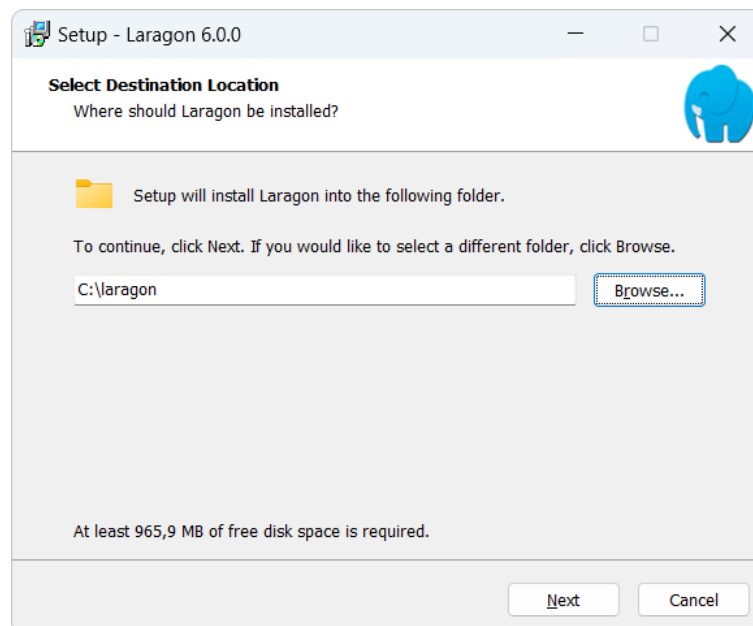 Setup - Laragon 6.0.0
Select Destination Location
Where should Laragon be installed?
Setup will install Laragon into the following folder.
To continue, click Next. If you would like to select a different folder, click Browse.
C:\laragon
Browse...
At least 965,9 MB of free disk space is required.
Next
Cancel